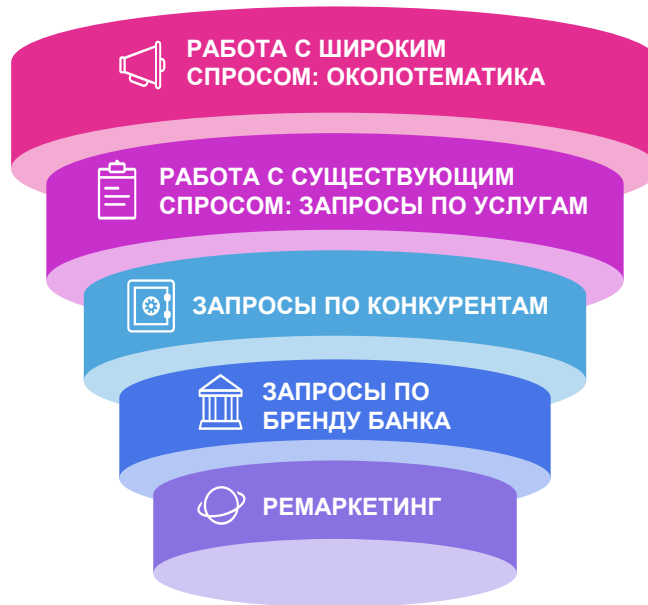 РАБОТА С ШИРОКИМ
СПРОСОМ: ОКОЛОТЕМАТИКА
РАБОТА С СУЩЕСТВУЮЩИМ
СПРОСОМ: ЗАПРОСЫ ПО УСЛУГАМ
ЗАПРОСЫ ПО КОНКУРЕНТАМ
ЗАПРОСЫ ПО
БРЕНДУ БАНКА
РЕМАРКЕТИНГ